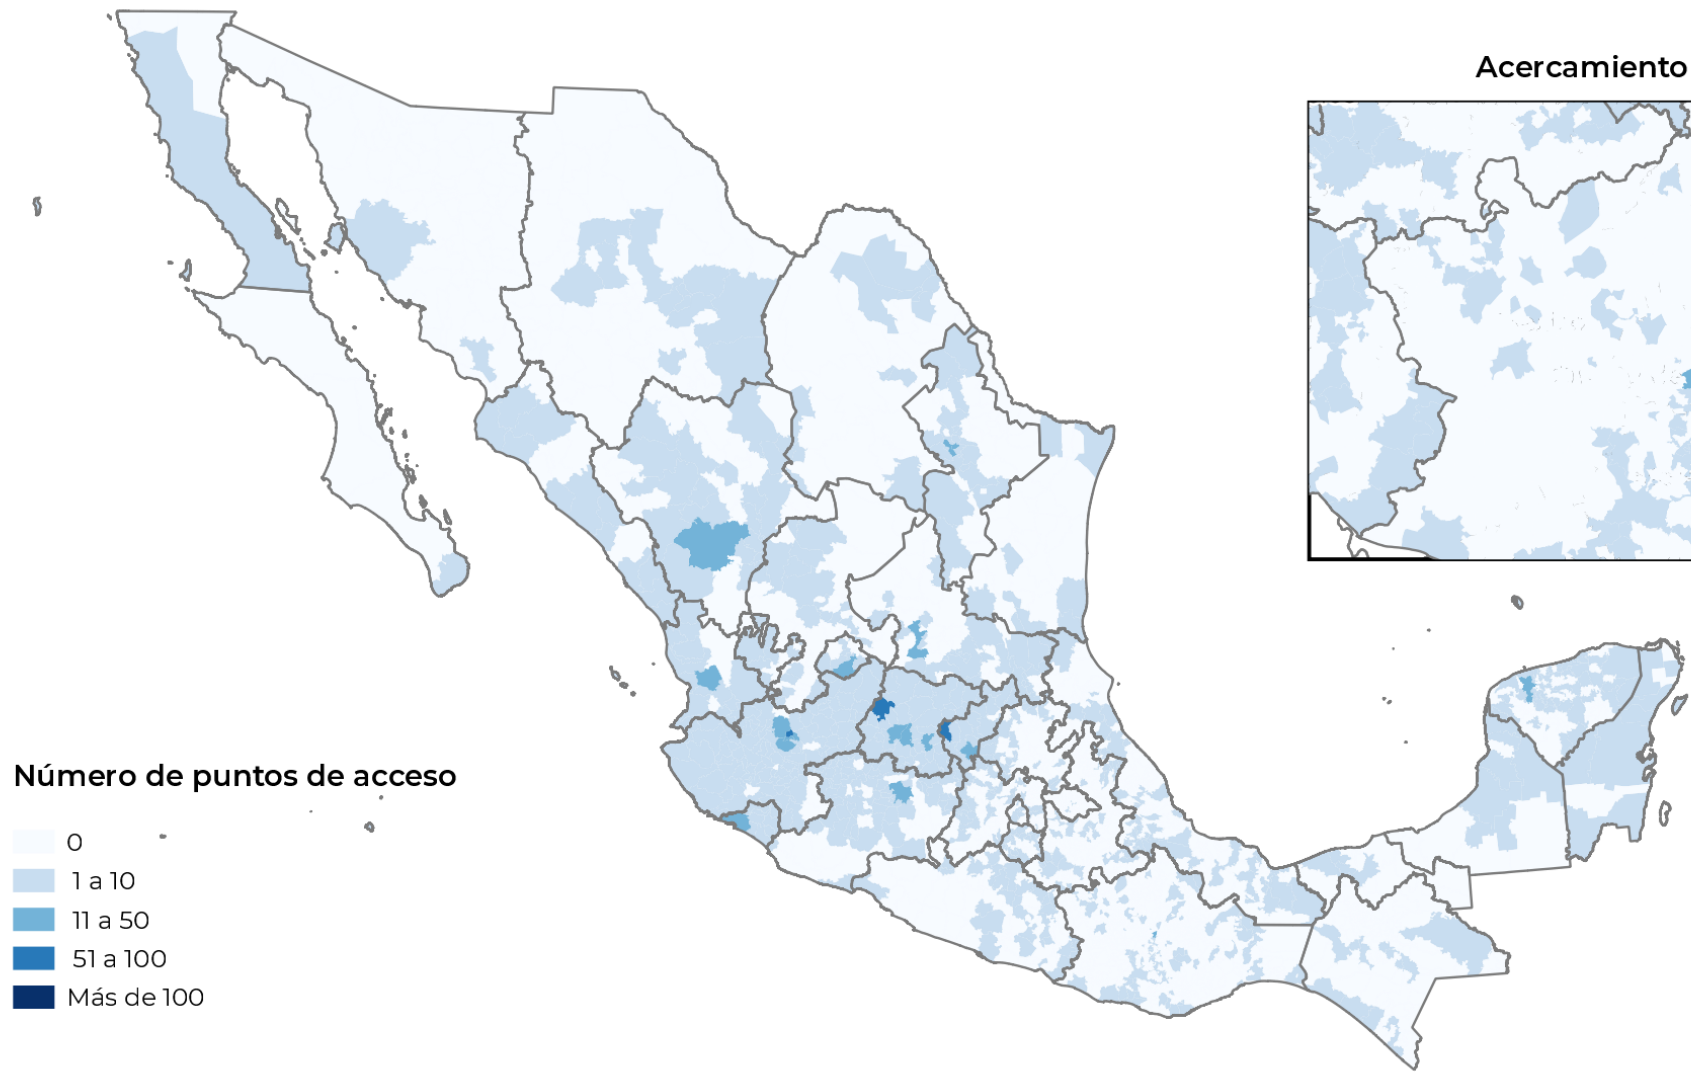 Acercamiento
Número de puntos de acceso
0
1 a 10
11 a 50
51 a 100
Más de 100